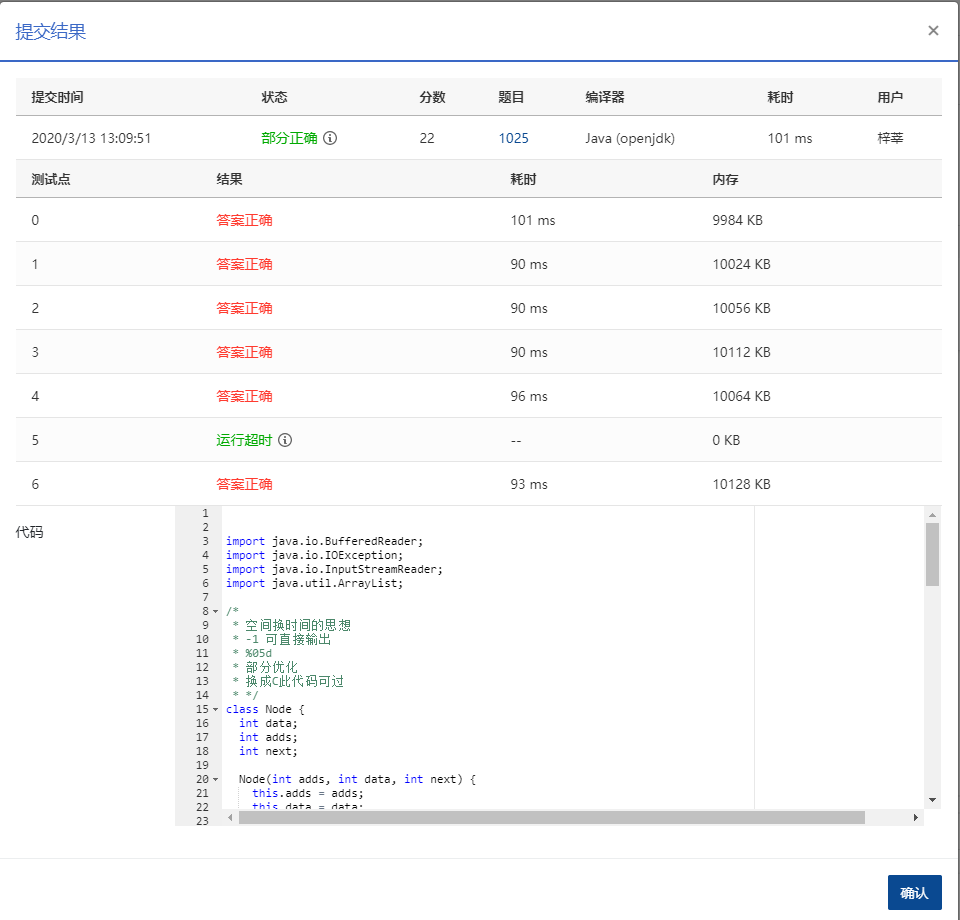 提交结果
×
提交时间 状态 分数 题目 编译器 耗时 用户
2020/3/13 13:09:51 部分正确 22 1025 Java (openjdk) 101 ms 梓莘
测试点 结果 耗时 内存
0 答案正确 101 ms 9984 KB
1 答案正确 90 ms 10024 KB
2 答案正确 90 ms 10056 KB
3 答案正确 90 ms 10112 KB
4 答案正确 96 ms 10064 KB
5 运行超时 -- 0 KB
6 答案正确 93 ms 10128 KB
代码
1
2
3 import java.io.BufferedReader;
4 import java.io.IOException;
5 import java.io.InputStreamReader;
6 import java.util.ArrayList;
7
8 /*
9 * 空间换时间的思想
10 * -1 可直接输出
11 * %05d
12 * 部分优化
13 * 换成C此代码可过
14 * */
15 class Node {
16 int data;
17 int adds;
18 int next;
19
20 Node(int adds, int data, int next) {
21 this.adds = adds;
22 this.data = data;
23
确认